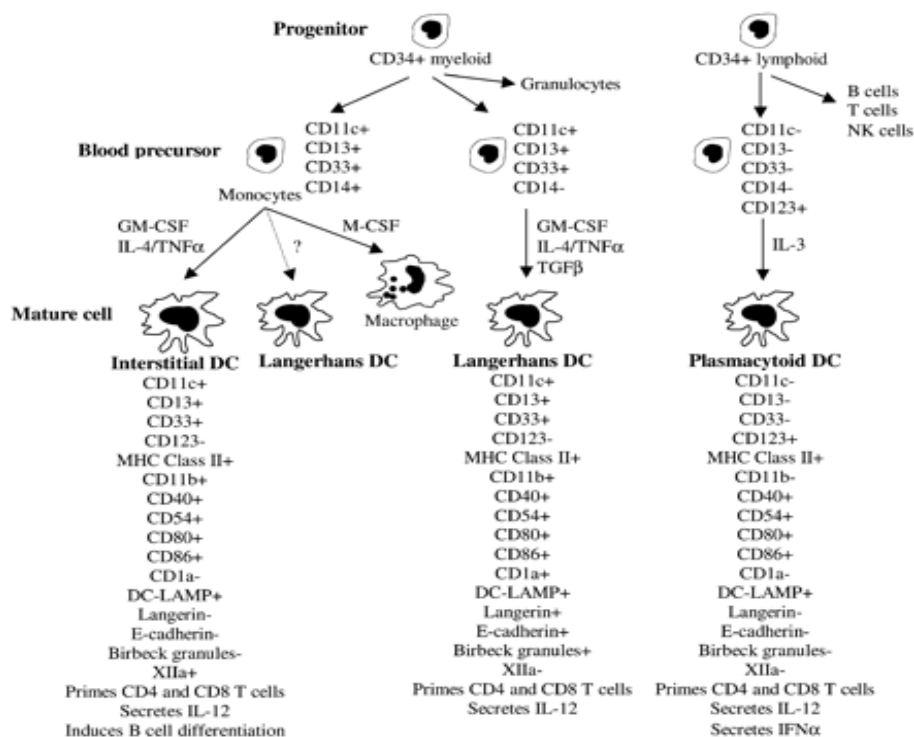 Progenitor
CD34+ myeloid
Granulocytes
CD34+ lymphoid
B cells
T cells
NK cells
Blood precursor
CD11c+
CD13+
CD33+
CD14+
Monocytes
CD11c+
CD13+
CD33+
CD14-
CD11c-
CD13-
CD33-
CD14-
CD123+
GM-CSF
IL-4/TNFα
?
M-CSF
GM-CSF
IL-4/TNFα
TGFβ
IL-3
Mature cell
Macrophage
Interstitial DC
CD11c+
CD13+
CD33+
CD123-
MHC Class II+
CD11b+
CD40+
CD54+
CD80+
CD86+
CD1a-
DC-LAMP+
Langerin-
E-cadherin-
Birbeck granules-
XIIa+
Primes CD4 and CD8 T cells
Secretes IL-12
Induces B cell differentiation
Langerhans DC
Langerhans DC
CD11c+
CD13+
CD33+
CD123-
MHC Class II+
CD11b+
CD40+
CD54+
CD80+
CD86+
CD1a+
DC-LAMP+
Langerin+
E-cadherin+
Birbeck granules+
XIIa-
Primes CD4 and CD8 T cells
Secretes IL-12
Plasmacytoid DC
CD11c-
CD13-
CD33-
CD123+
MHC Class II+
CD11b-
CD40+
CD54+
CD80+
CD86+
CD1a-
DC-LAMP+
Langerin-
E-cadherin-
Birbeck granules-
XIIa-
Primes CD4 and CD8 T cells
Secretes IL-12
Secretes IFNα